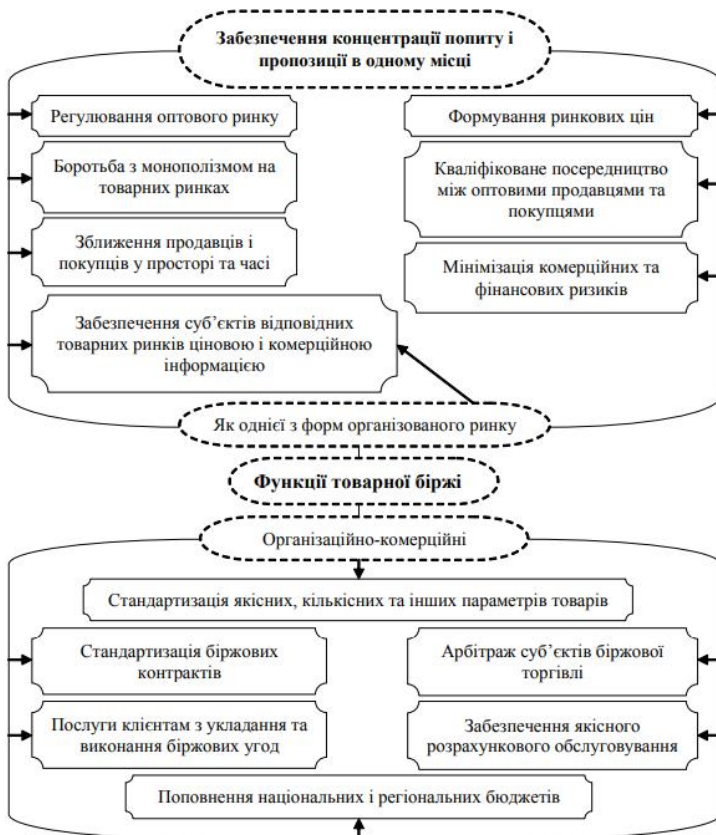 Забезпечення концентрації попиту і
пропозиції в одному місці
Регулювання оптового ринку
Формування ринкових цін
Боротьба з монополізмом на
товарних ринках
Кваліфіковане посередництво
між оптовими продавцями та
покупцями
Зближення продавців і
покупців у просторі та часі
Мінімізація комерційних та
фінансових ризиків
Забезпечення суб’єктів відповідних
товарних ринків ціновою і комерційною
інформацією
Як однієї з форм організованого ринку
Функції товарної біржі
Організаційно-комерційні
Стандартизація якісних, кількісних та інших параметрів товарів
Стандартизація біржових
контрактів
Арбітраж суб’єктів біржової
торгівлі
Послуги клієнтам з укладання та
виконання біржових угод
Забезпечення якісного
розрахункового обслуговування
Поповнення національних і регіональних бюджетів